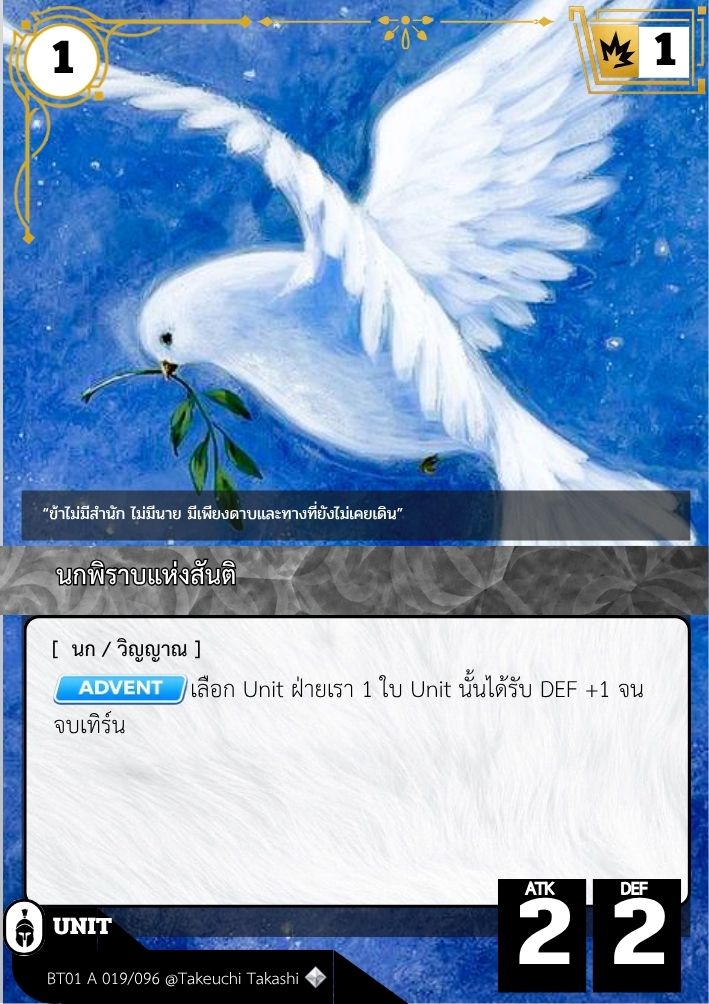 1
1
“ข้าไม่มีสำนัก ไม่มีนาย มีเพียงดาบและทางที่ยังไม่เคยเดิน”
นกพิราบแห่งสันติ
[ นก / วิญญาณ ]
ADVENT เลือก Unit ฝ่ายเรา 1 ใบ Unit นั้นได้รับ DEF +1 จน
จบเทิร์น
ATK DEF
2 2
UNIT
BT01 A 019/096 @Takeuchi Takashi